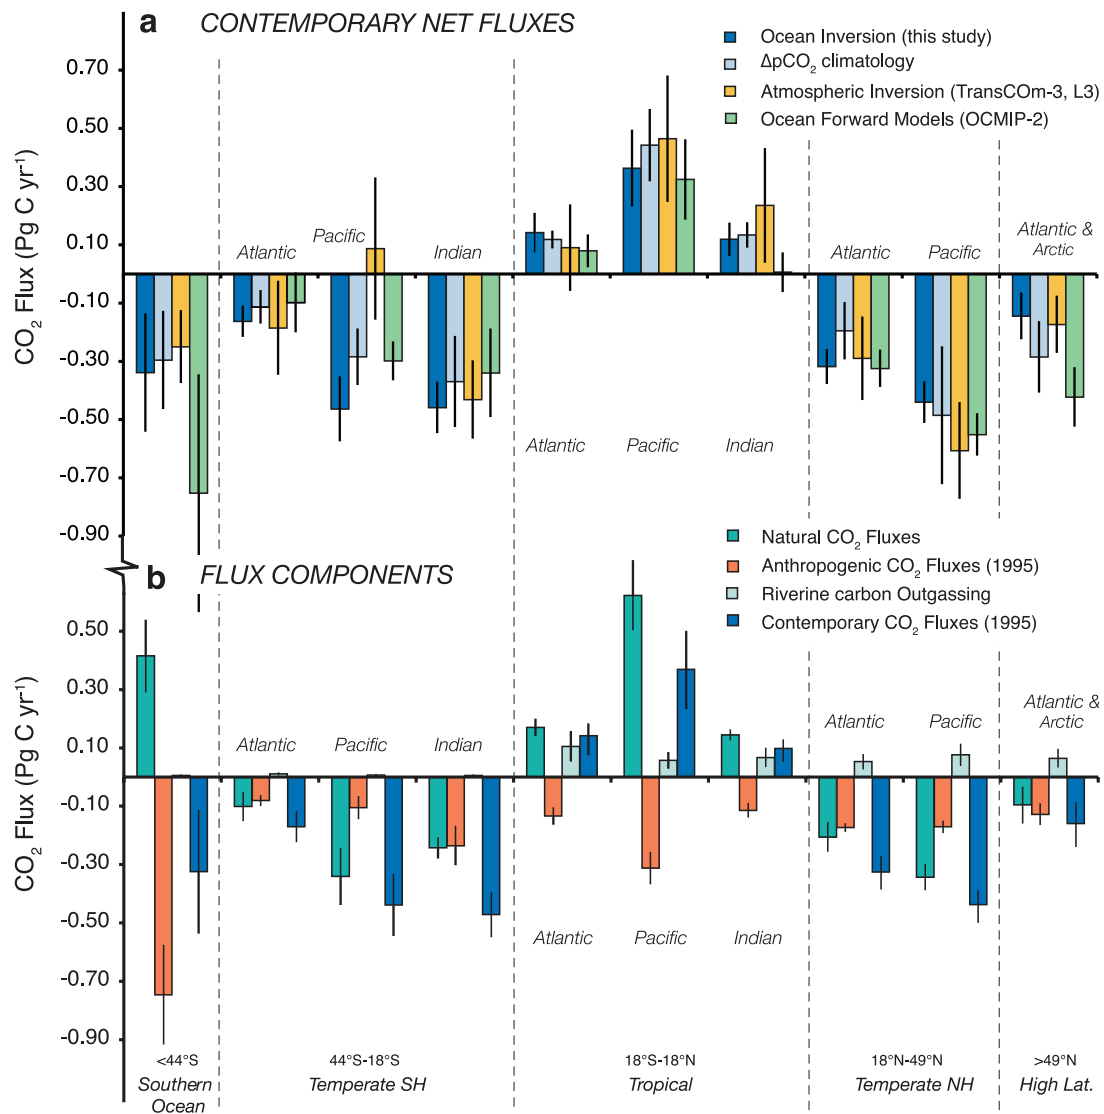 a CONTEMPORARY NET FLUXES
Ocean Inversion (this study)
ΔpCO₂ climatology
Atmospheric Inversion (TransCOm-3, L3)
Ocean Forward Models (OCMIP-2)
CO₂ Flux (Pg C yr⁻¹)
0.70
0.50
0.30
0.10
-0.10
-0.30
-0.50
-0.70
-0.90
Atlantic
Pacific
Indian
Atlantic
Pacific
Indian
Atlantic
Pacific
Atlantic &
Arctic
b FLUX COMPONENTS
Natural CO₂ Fluxes
Anthropogenic CO₂ Fluxes (1995)
Riverine carbon Outgassing
Contemporary CO₂ Fluxes (1995)
CO₂ Flux (Pg C yr⁻¹)
0.50
0.30
0.10
-0.10
-0.30
-0.50
-0.70
-0.90
Atlantic
Pacific
Indian
Atlantic
Pacific
Indian
Atlantic
Pacific
Atlantic &
Arctic
<44°S
Southern
Ocean
44°S-18°S
Temperate SH
18°S-18°N
Tropical
18°N-49°N
Temperate NH
>49°N
High Lat.